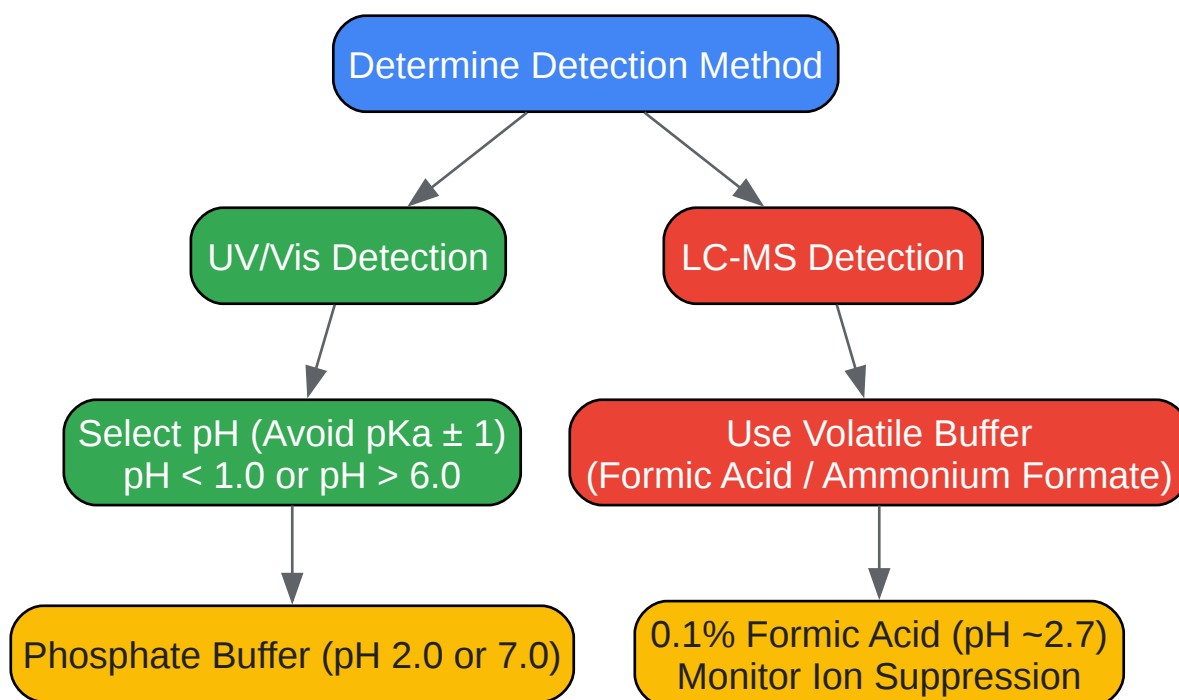 Determine Detection Method
UV/Vis Detection
LC-MS Detection
Select pH (Avoid pKa ± 1)
pH < 1.0 or pH > 6.0
Use Volatile Buffer
(Formic Acid / Ammonium Formate)
Phosphate Buffer (pH 2.0 or 7.0)
0.1% Formic Acid (pH ~2.7)
Monitor Ion Suppression